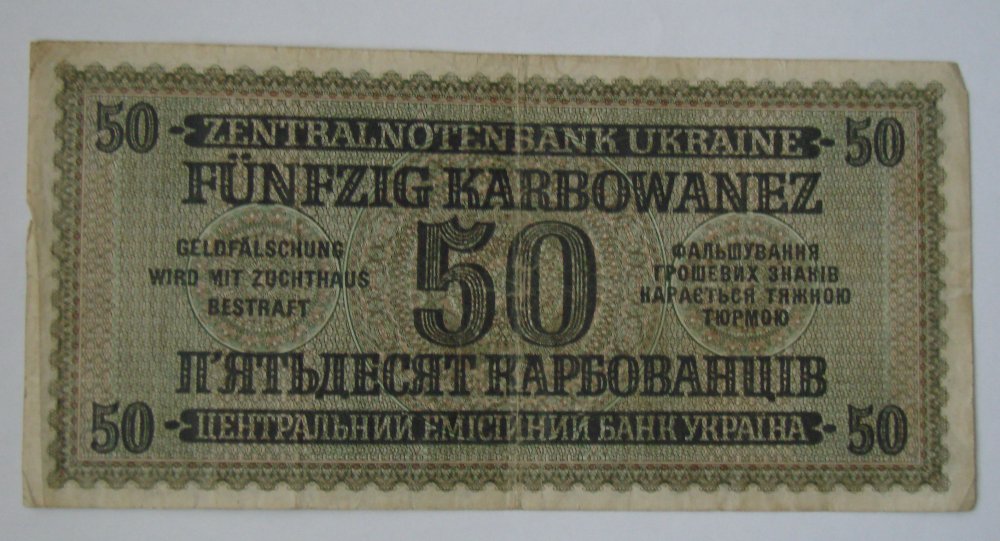 50 ZENTRALNOTENBANK UKRAINE 50
FÜNFZIG KARBOWANEZ
GELDFÄLSCHUNG
WIRD MIT ZUCHTHAUS
BESTRAFT
50
ФАЛЬШУВАННЯ
ГРОШЕВИХ ЗНАКІВ
КАРАЄТЬСЯ ТЯЖНОЮ
ТЮРМОЮ
П'ЯТЬДЕСЯТ КАРБОВАНЦІВ
50 ЦЕНТРАЛЬНИЙ ЕМІСІЙНИЙ БАНК УКРАЇНА 50